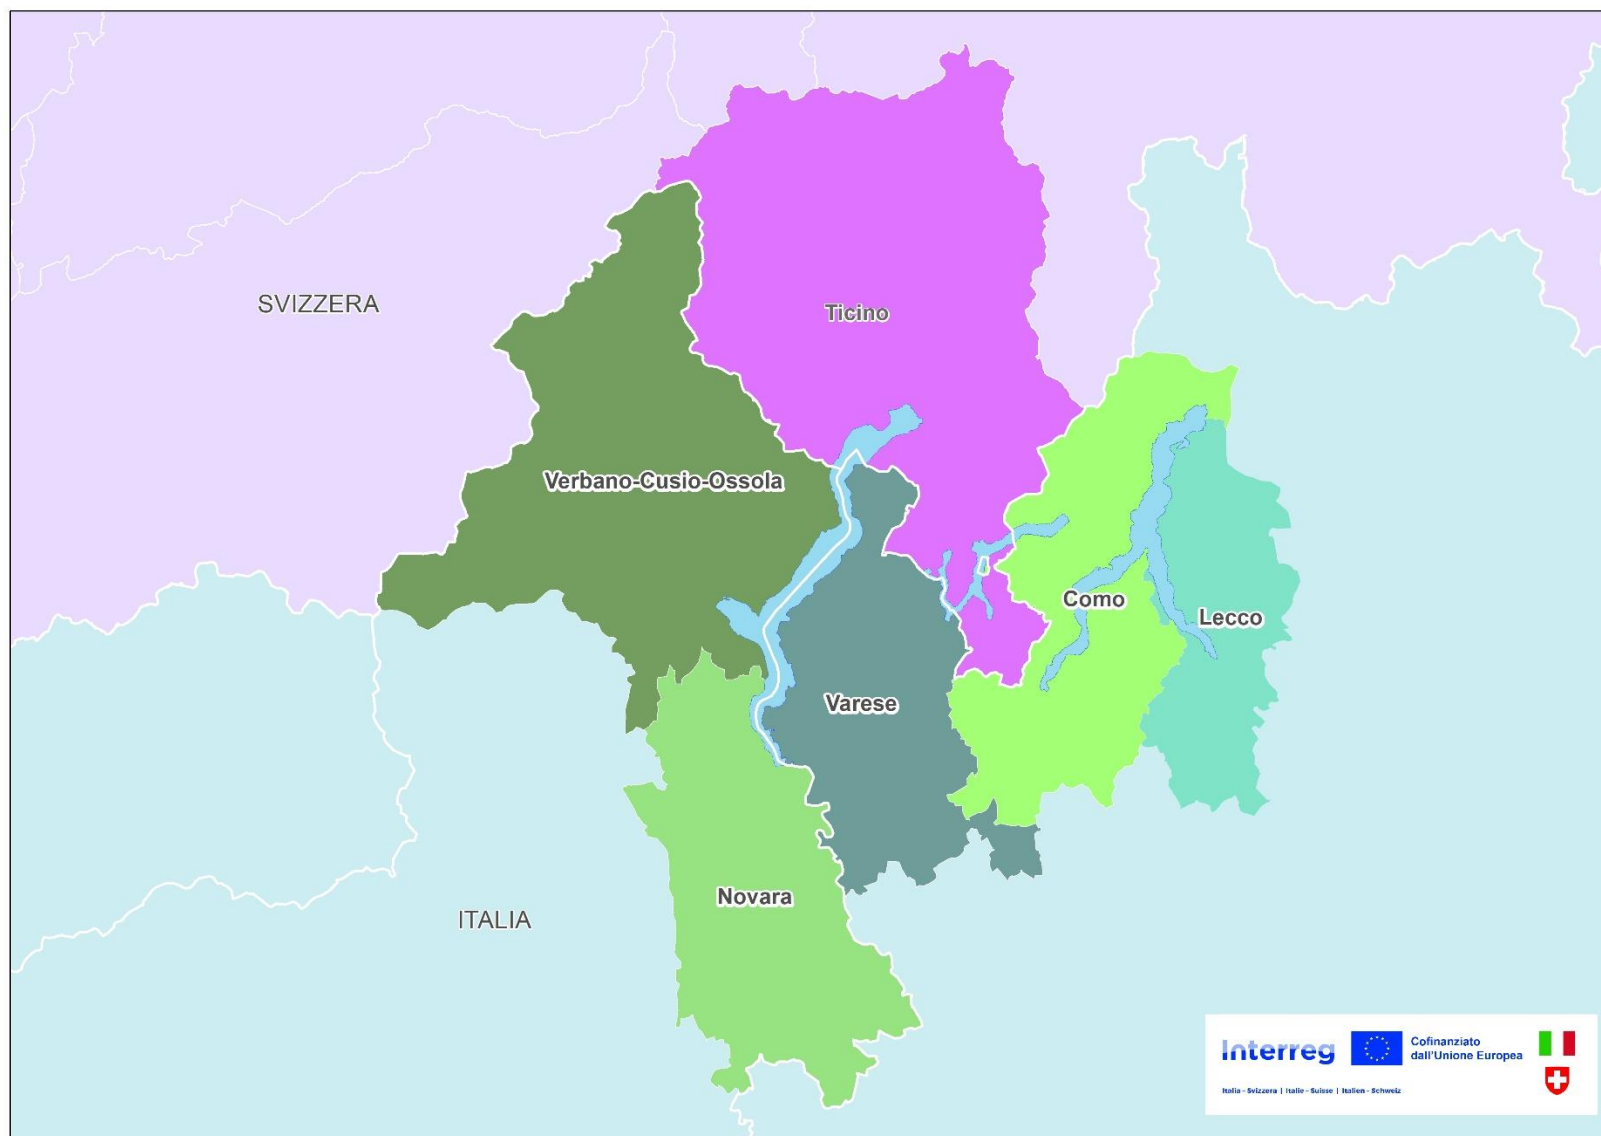 SVIZZERA
Ticino
Verbano-Cusio-Ossola
Como
Lecco
Varese
Novara
ITALIA
Interreg
Cofinanziato
dall'Unione Europea
Italia – Svizzera | Italie – Suisse | Italien – Schweiz